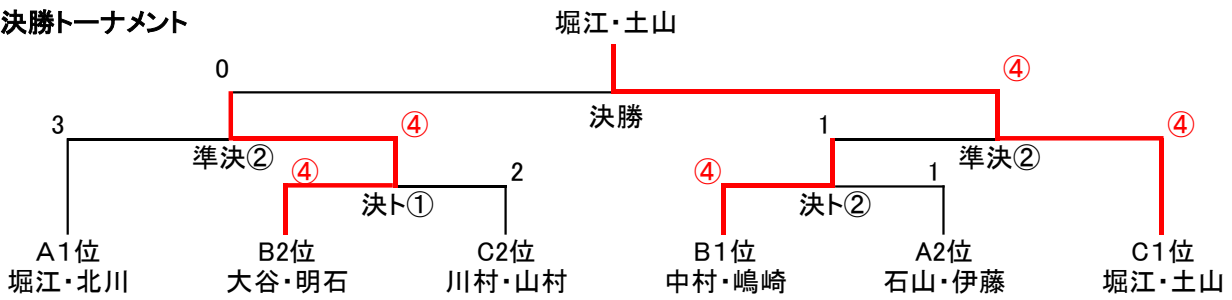 決勝トーナメント
堀江・土山
0
④
決勝
3
④
1
④
準決②
準決②
④
2
④
1
決ト①
決ト②
A1位
B2位
C2位
B1位
A2位
C1位
堀江・北川
大谷・明石
川村・山村
中村・嶋崎
石山・伊藤
堀江・土山